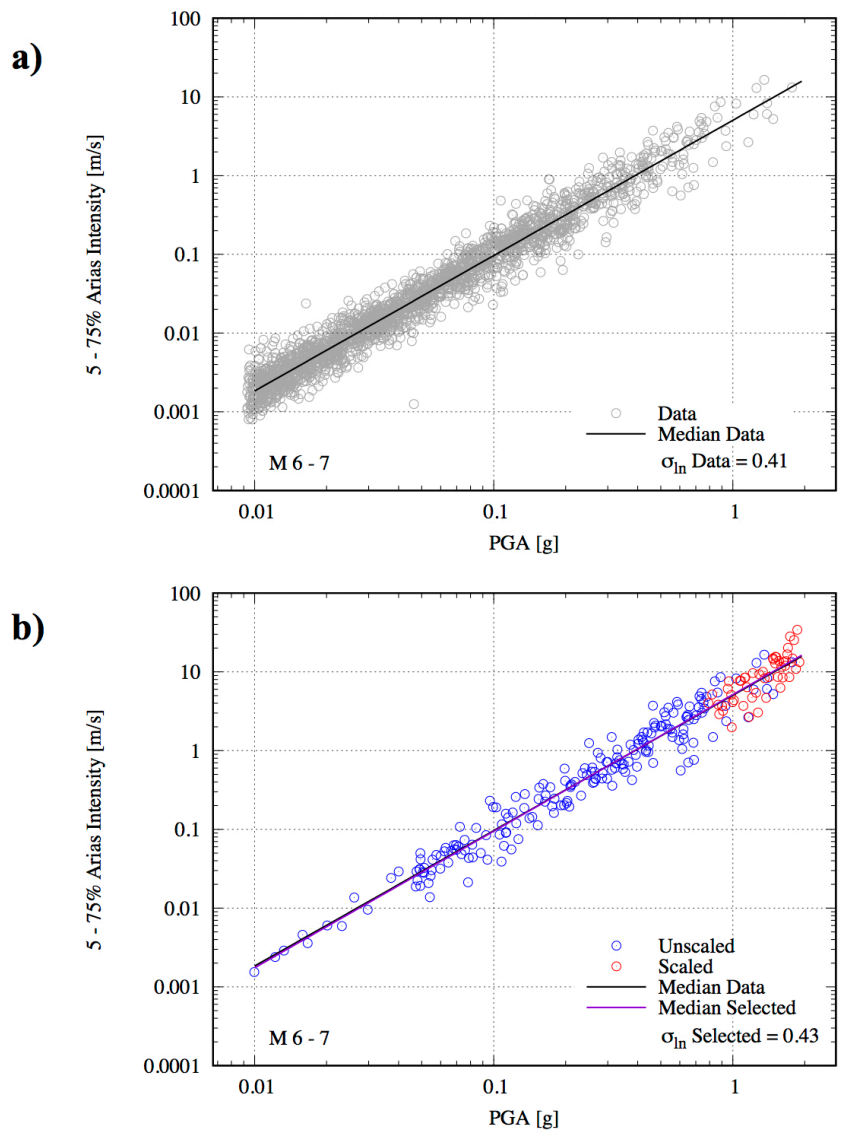 a)
100
10
1
0.1
0.01
0.001
0.0001
5 - 75% Arias Intensity [m/s]
Data
Median Data
σln Data = 0.41
M 6 - 7
0.01 0.1 1
PGA [g]
b)
100
10
1
0.1
0.01
0.001
0.0001
5 - 75% Arias Intensity [m/s]
Unscaled
Scaled
Median Data
Median Selected
σln Selected = 0.43
M 6 - 7
0.01 0.1 1
PGA [g]